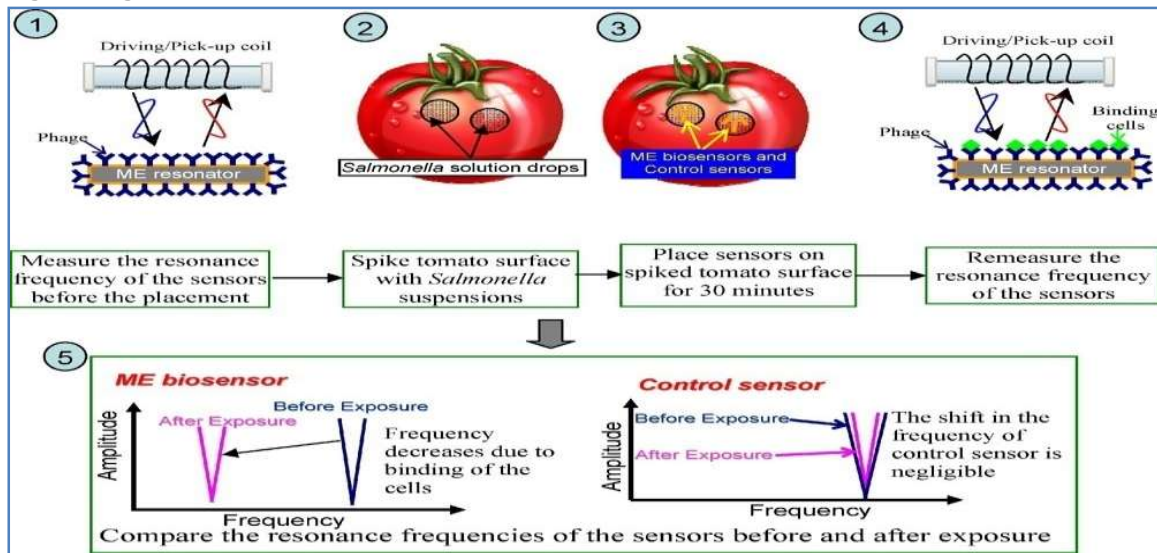 1
Driving/Pick-up coil
Phage
ME resonator
2
Salmonella solution drops
3
ME biosensors and
Control sensors
4
Driving/Pick-up coil
Binding
cells
Phage
ME resonator
Measure the resonance
frequency of the sensors
before the placement
Spike tomato surface
with Salmonella
suspensions
Place sensors on
spiked tomato surface
for 30 minutes
Remeasure the
resonance frequency
of the sensors
5
ME biosensor
Amplitude
After Exposure
Before Exposure
Frequency
decreases due to
binding of the
cells
Frequency
Control sensor
Amplitude
Before Exposure
After Exposure
The shift in the
frequency of
control sensor is
negligible
Frequency
Compare the resonance frequencies of the sensors before and after exposure